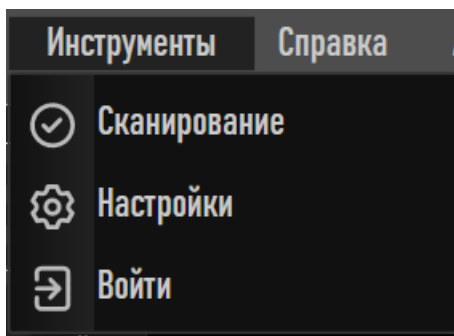 Инструменты Справка
Сканирование
Настройки
Войти